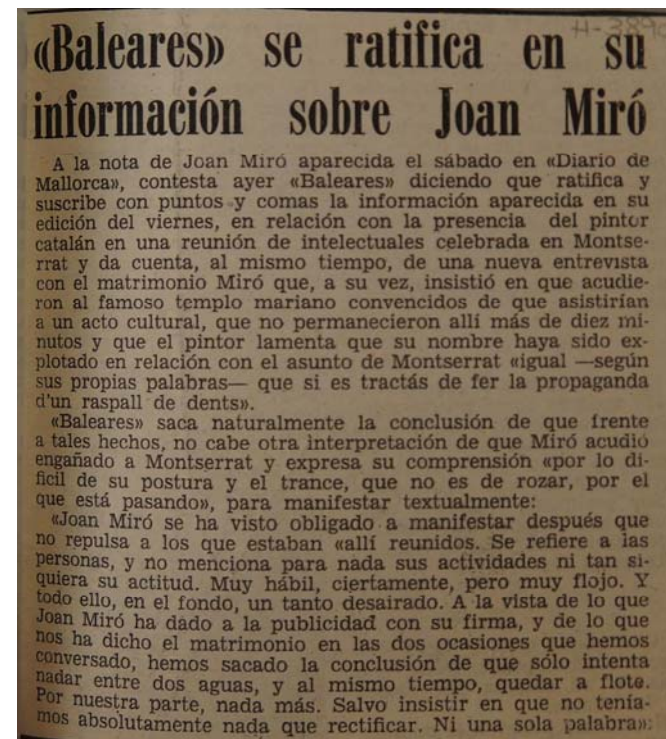 «Baleares» se ratifica en su
información sobre Joan Miró
A la nota de Joan Miró aparecida el sábado en «Diario de
Mallorca», contesta ayer «Baleares» diciendo que ratifica y
suscribe con puntos y comas la información aparecida en su
edición del viernes, en relación con la presencia del pintor
catalán en una reunión de intelectuales celebrada en Montse-
rrat y da cuenta, al mismo tiempo, de una nueva entrevista
con el matrimonio Miró que, a su vez, insistió en que acudie-
ron al famoso templo mariano convencidos de que asistirían
a un acto cultural, que no permanecieron allí más de diez mi-
nutos y que el pintor lamenta que su nombre haya sido ex-
plotado en relación con el asunto de Montserrat «igual —según
sus propias palabras— que si es tractás de fer la propaganda
d'un raspall de dents».
«Baleares» saca naturalmente la conclusión de que frente
a tales hechos, no cabe otra interpretación de que Miró acudió
engañado a Montserrat y expresa su comprensión «por lo di-
ficil de su postura y el trance, que no es de rozar, por el
que está pasando», para manifestar textualmente:
«Joan Miró se ha visto obligado a manifestar después que
no repulsa a los que estaban «allí reunidos. Se refiere a las
personas, y no menciona para nada sus actividades ni tan si-
quiera su actitud. Muy hábil, ciertamente, pero muy flojo. Y
todo ello, en el fondo, un tanto desairado. A la vista de lo que
Joan Miró ha dado a la publicidad con su firma, y de lo que
nos ha dicho el matrimonio en las dos ocasiones que hemos
conversado, hemos sacado la conclusión de que sólo intenta
nadar entre dos aguas, y al mismo tiempo, quedar a flote.
Por nuestra parte, nada más. Salvo insistir en que no tenía-
mos absolutamente nada que rectificar. Ni una sola palabra»: